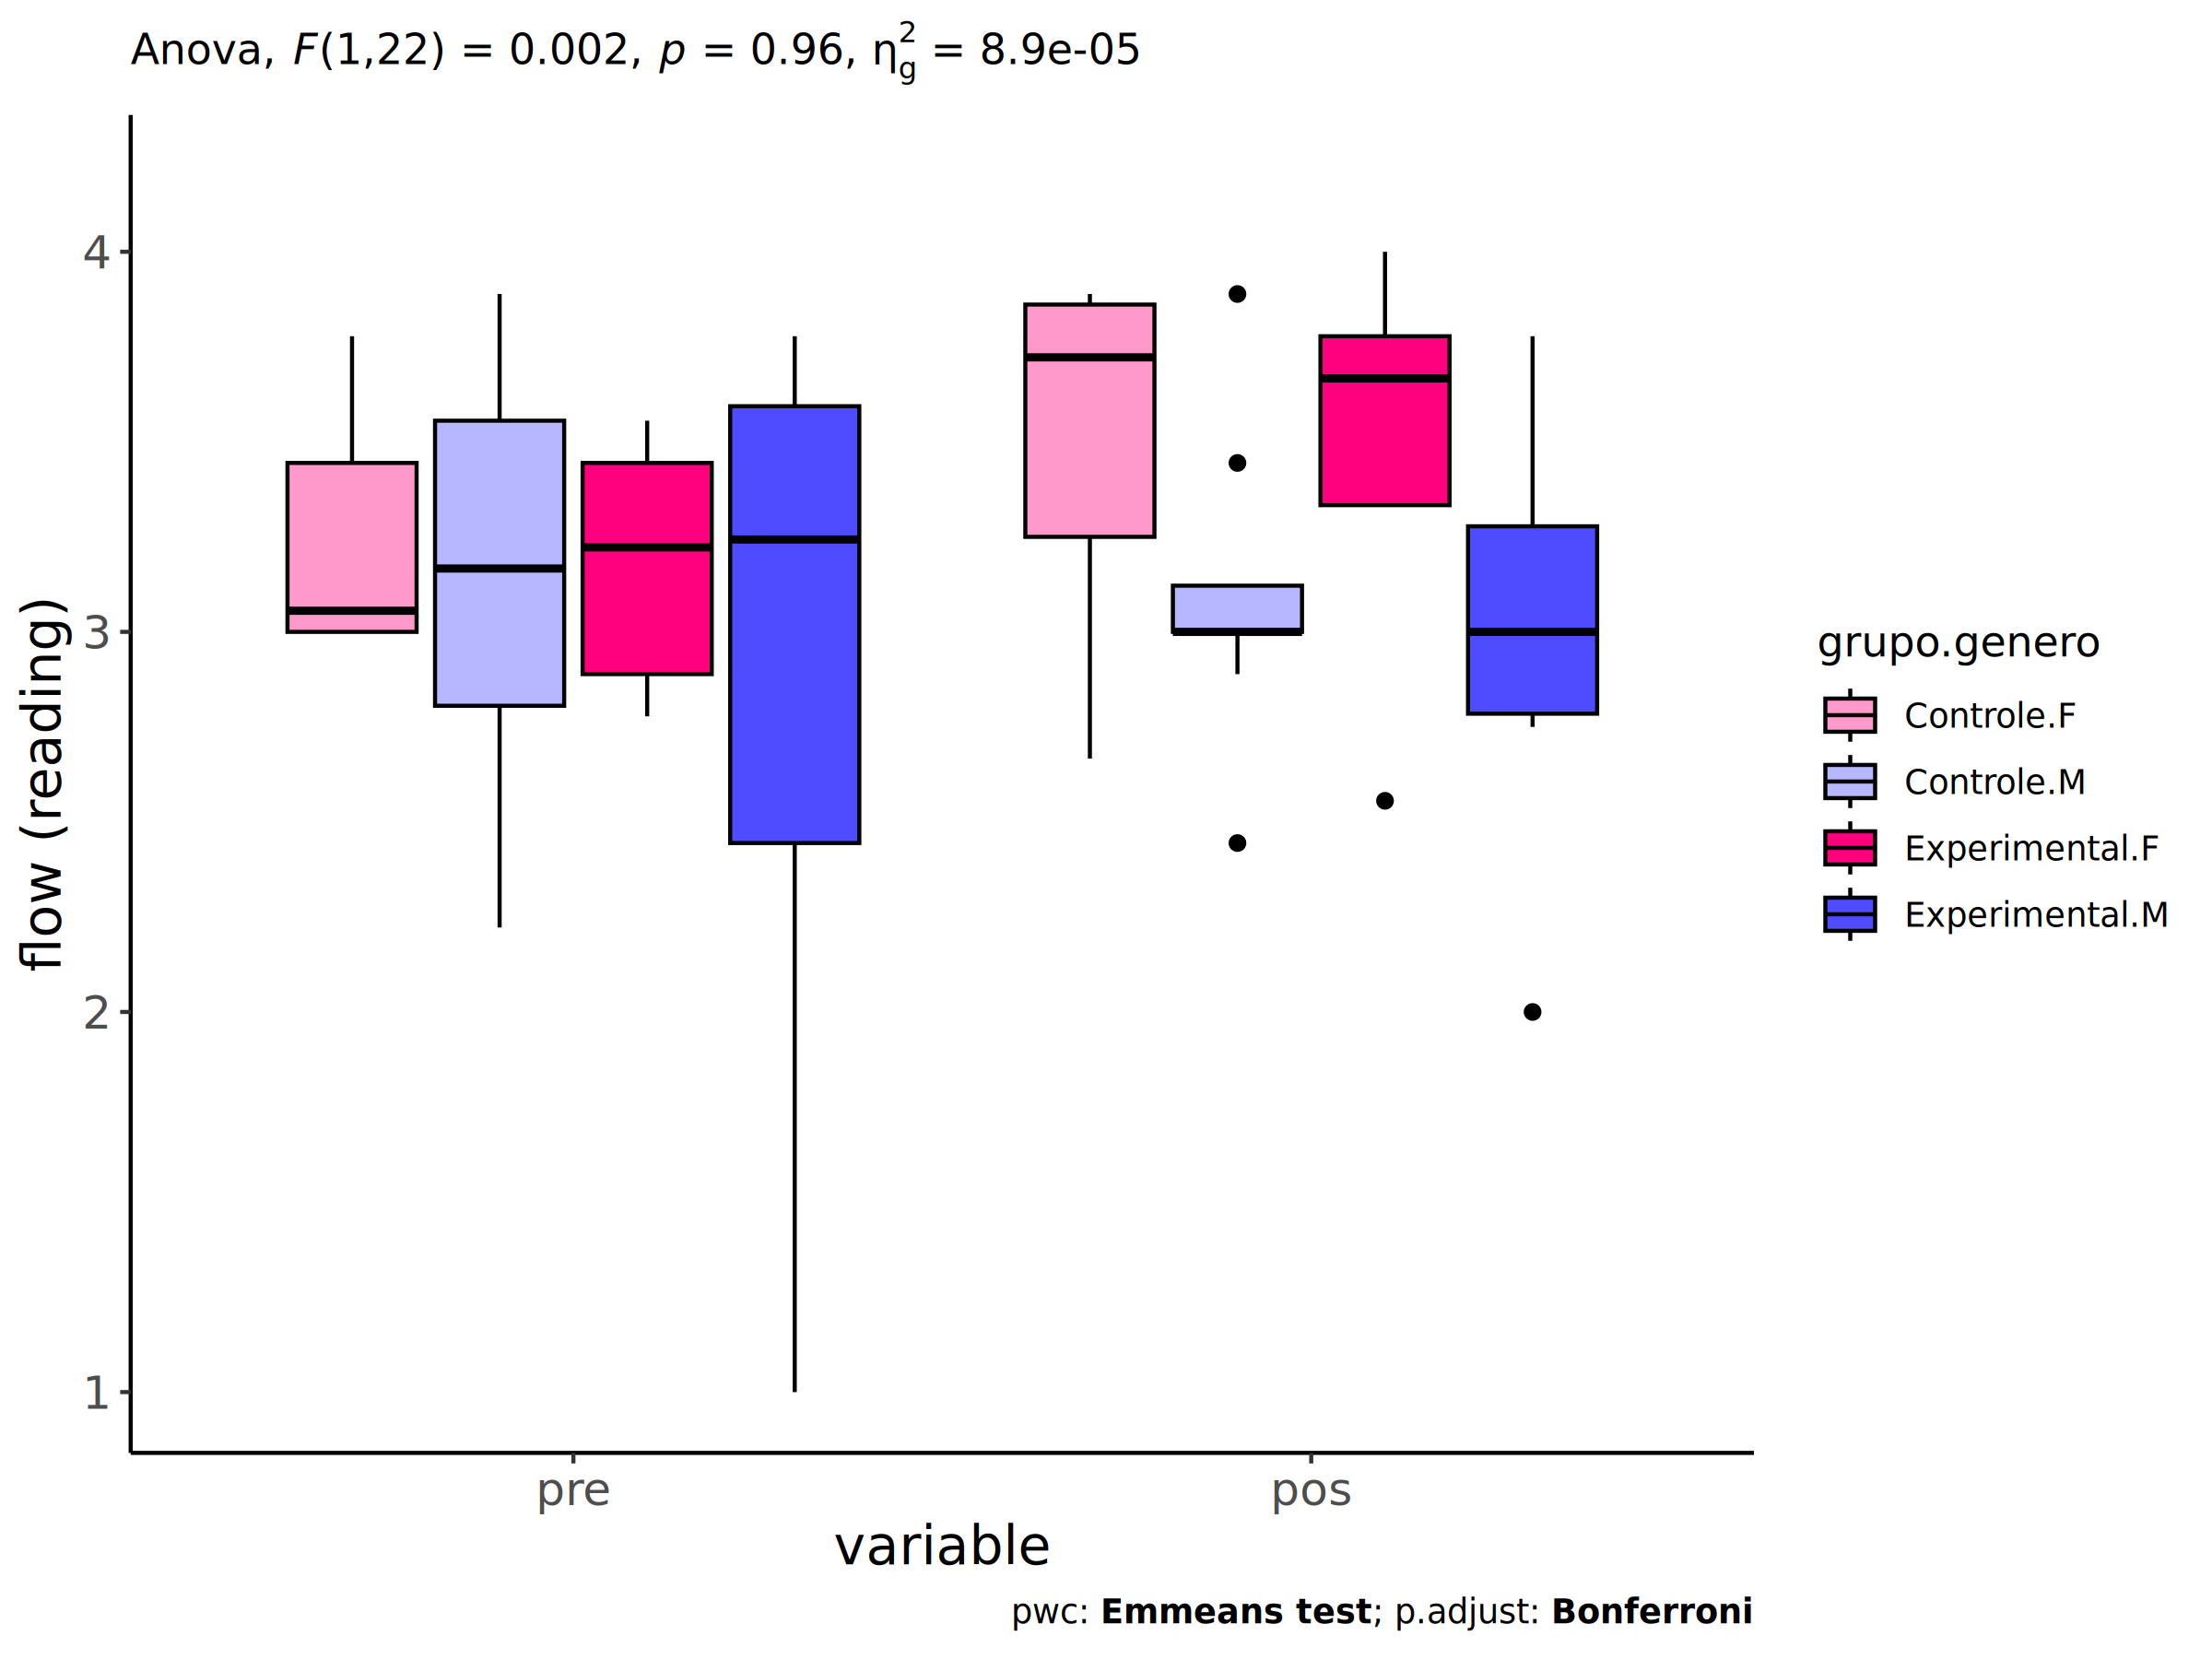 Anova, F(1,22) = 0.002, p = 0.96, η²g = 8.9e-05
flow (reading)
4
3
2
1
pre
pos
variable
grupo.genero
Controle.F
Controle.M
Experimental.F
Experimental.M
pwc: Emmeans test; p.adjust: Bonferroni